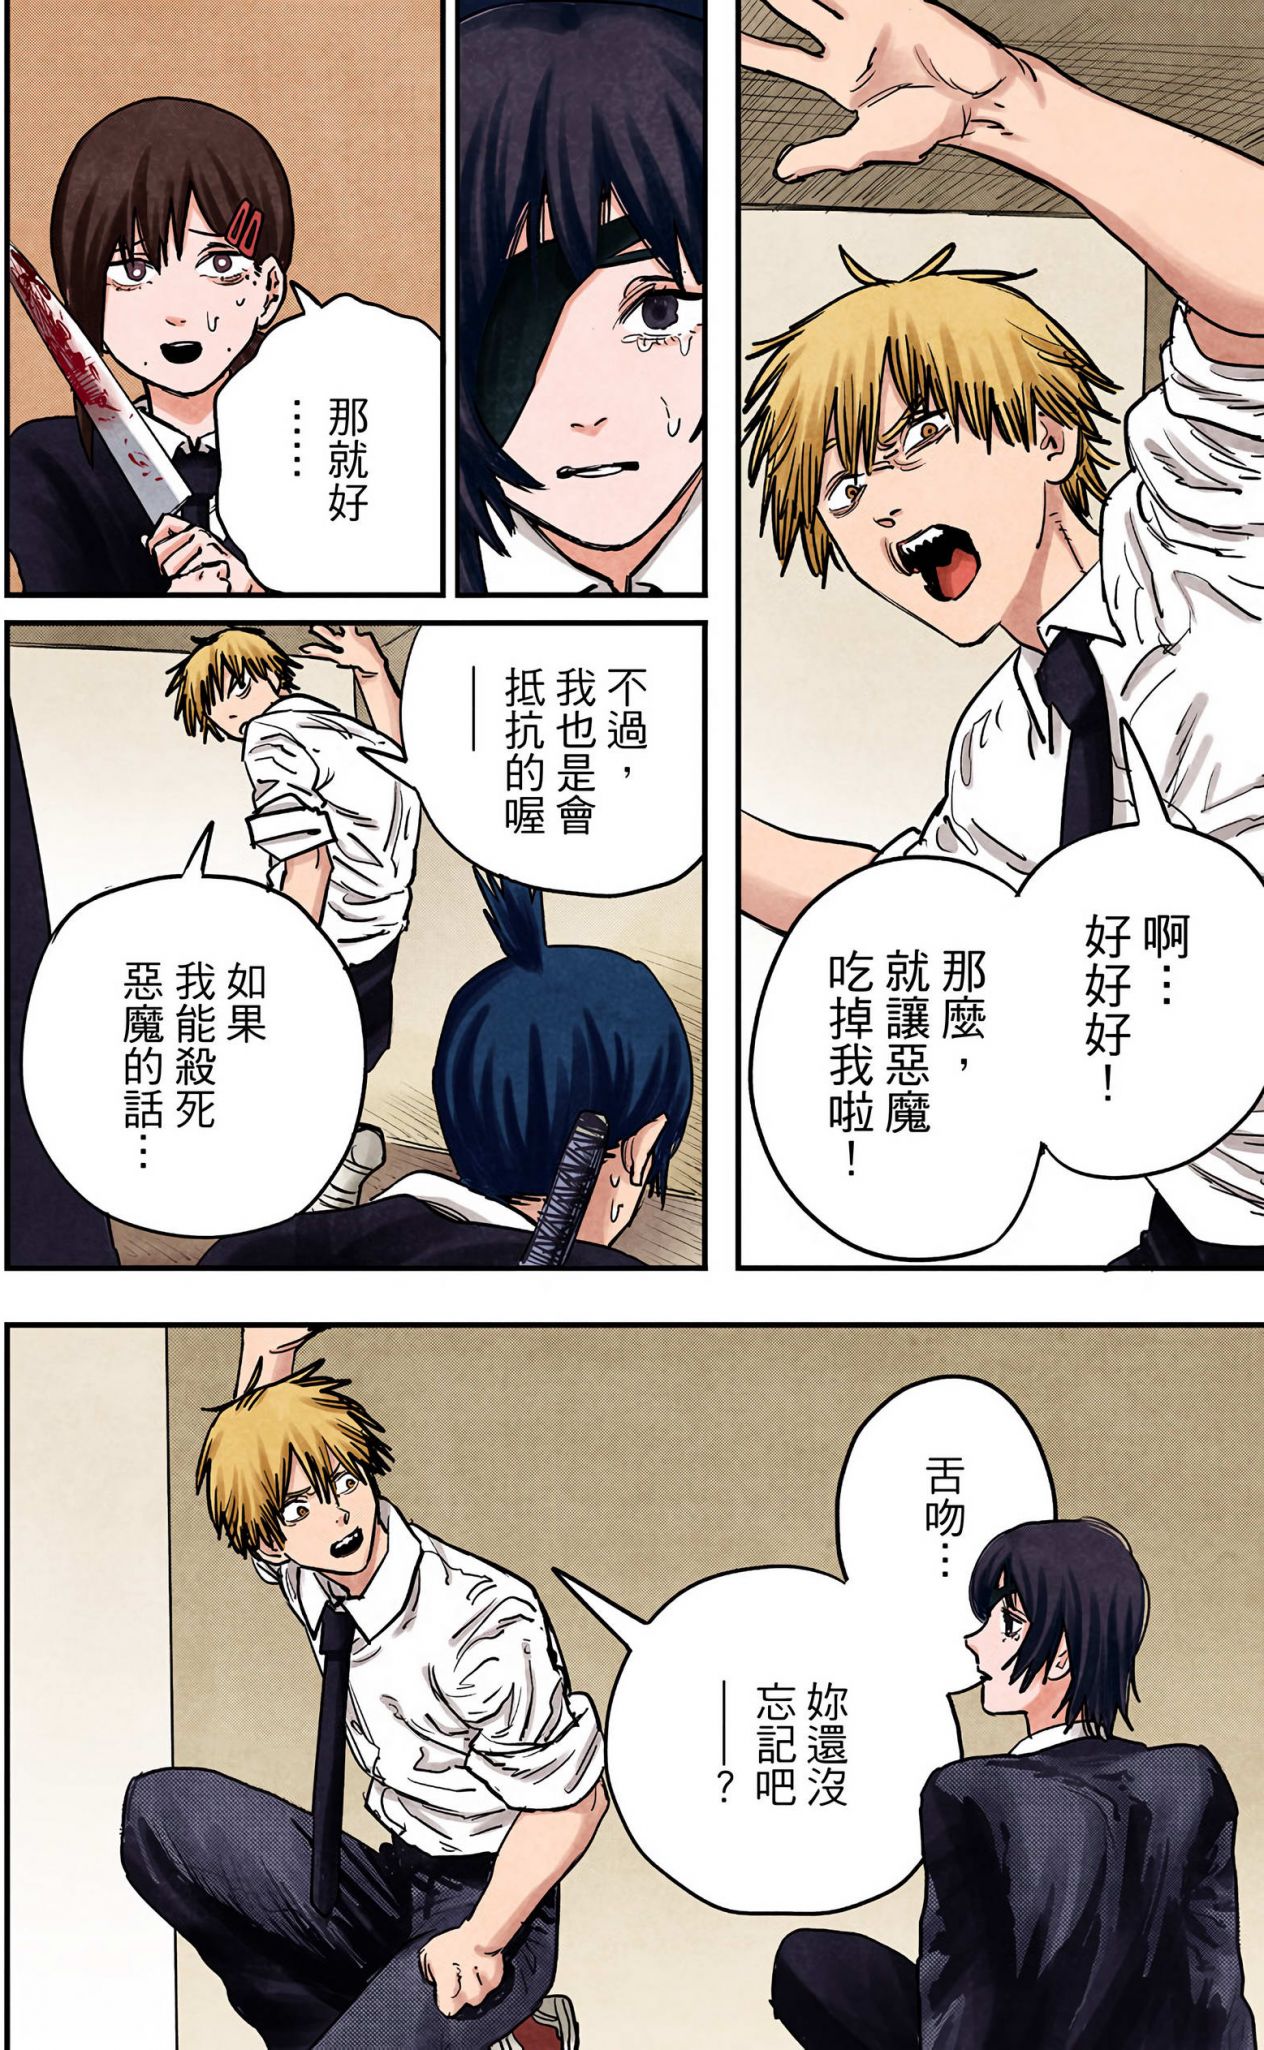 啊…
好好好！
那麼，
就讓惡魔
吃掉我啦！
那就好
……
不過，
我也是會
抵抗的喔
——
如果
我能殺死
惡魔的話…
舌吻…
妳還沒
忘記吧
——？